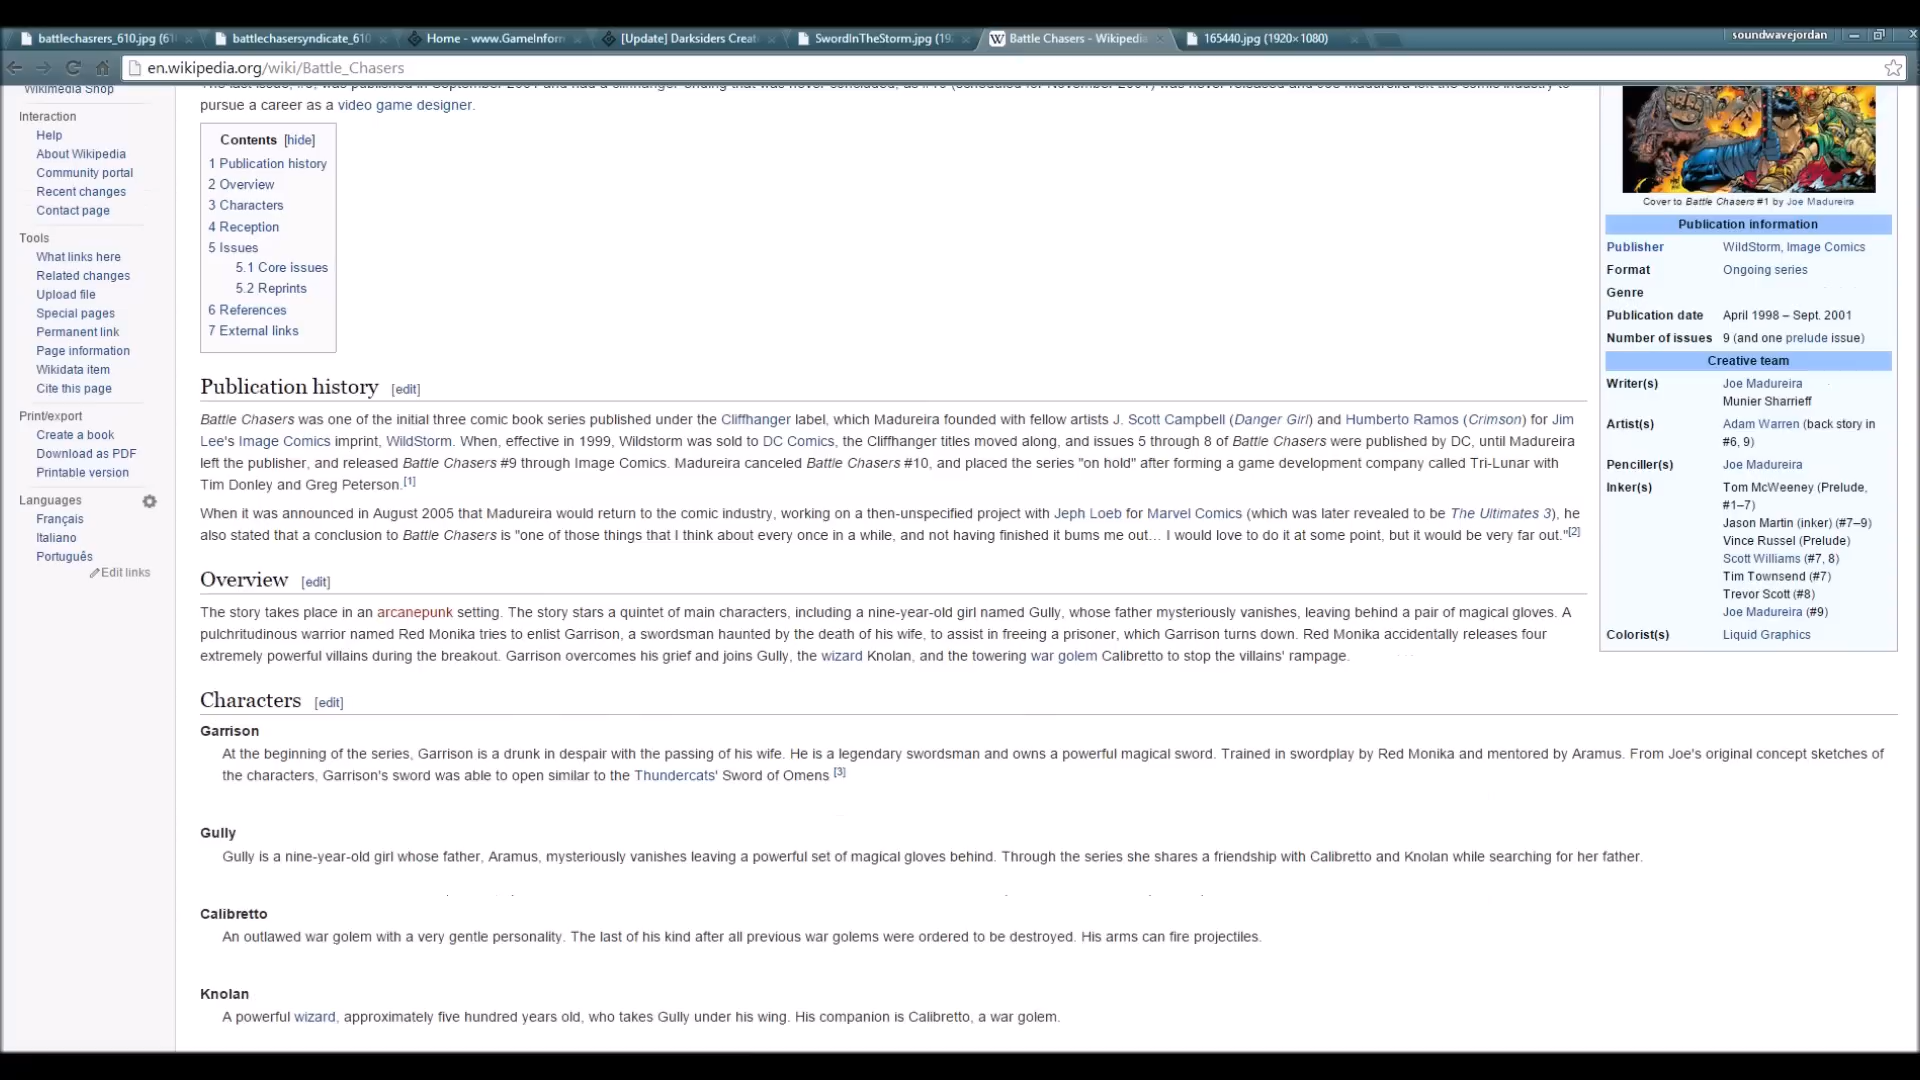 battlechasrers_610.jpg (61
battlechasersyndicate_610
Home - www.GameInform
[Update] Darksiders Creat
SwordInTheStorm.jpg (19
Battle Chasers - Wikipedia
165440.jpg (1920×1080)
soundwavejordan
en.wikipedia.org/wiki/Battle_Chasers
Wikimedia Shop
Interaction
Help
About Wikipedia
Community portal
Recent changes
Contact page
Tools
What links here
Related changes
Upload file
Special pages
Permanent link
Page information
Wikidata item
Cite this page
Print/export
Create a book
Download as PDF
Printable version
Languages
Français
Italiano
Português
Edit links
pursue a career as a video game designer.
Contents [hide]
1 Publication history
2 Overview
3 Characters
4 Reception
5 Issues
5.1 Core issues
5.2 Reprints
6 References
7 External links
Publication history [edit]
Battle Chasers was one of the initial three comic book series published under the Cliffhanger label, which Madureira founded with fellow artists J. Scott Campbell (Danger Girl) and Humberto Ramos (Crimson) for Jim
Lee's Image Comics imprint, WildStorm. When, effective in 1999, Wildstorm was sold to DC Comics, the Cliffhanger titles moved along, and issues 5 through 8 of Battle Chasers were published by DC, until Madureira
left the publisher, and released Battle Chasers #9 through Image Comics. Madureira canceled Battle Chasers #10, and placed the series "on hold" after forming a game development company called Tri-Lunar with
Tim Donley and Greg Peterson.[1]
When it was announced in August 2005 that Madureira would return to the comic industry, working on a then-unspecified project with Jeph Loeb for Marvel Comics (which was later revealed to be The Ultimates 3), he
also stated that a conclusion to Battle Chasers is "one of those things that I think about every once in a while, and not having finished it bums me out... I would love to do it at some point, but it would be very far out."[2]
Overview [edit]
The story takes place in an arcanepunk setting. The story stars a quintet of main characters, including a nine-year-old girl named Gully, whose father mysteriously vanishes, leaving behind a pair of magical gloves. A
pulchritudinous warrior named Red Monika tries to enlist Garrison, a swordsman haunted by the death of his wife, to assist in freeing a prisoner, which Garrison turns down. Red Monika accidentally releases four
extremely powerful villains during the breakout. Garrison overcomes his grief and joins Gully, the wizard Knolan, and the towering war golem Calibretto to stop the villains' rampage.
Characters [edit]
Garrison
At the beginning of the series, Garrison is a drunk in despair with the passing of his wife. He is a legendary swordsman and owns a powerful magical sword. Trained in swordplay by Red Monika and mentored by Aramus. From Joe's original concept sketches of
the characters, Garrison's sword was able to open similar to the Thundercats' Sword of Omens [3]
Gully
Gully is a nine-year-old girl whose father, Aramus, mysteriously vanishes leaving a powerful set of magical gloves behind. Through the series she shares a friendship with Calibretto and Knolan while searching for her father.
Calibretto
An outlawed war golem with a very gentle personality. The last of his kind after all previous war golems were ordered to be destroyed. His arms can fire projectiles.
Knolan
A powerful wizard, approximately five hundred years old, who takes Gully under his wing. His companion is Calibretto, a war golem.
Cover to Battle Chasers #1 by Joe Madureira
Publication information
Publisher WildStorm, Image Comics
Format Ongoing series
Genre
Publication date April 1998 – Sept. 2001
Number of issues 9 (and one prelude issue)
Creative team
Writer(s) Joe Madureira
Munier Sharrieff
Artist(s) Adam Warren (back story in
#6, 9)
Penciller(s) Joe Madureira
Inker(s) Tom McWeeney (Prelude,
#1–7)
Jason Martin (inker) (#7–9)
Vince Russel (Prelude)
Scott Williams (#7, 8)
Tim Townsend (#7)
Trevor Scott (#8)
Joe Madureira (#9)
Colorist(s) Liquid Graphics